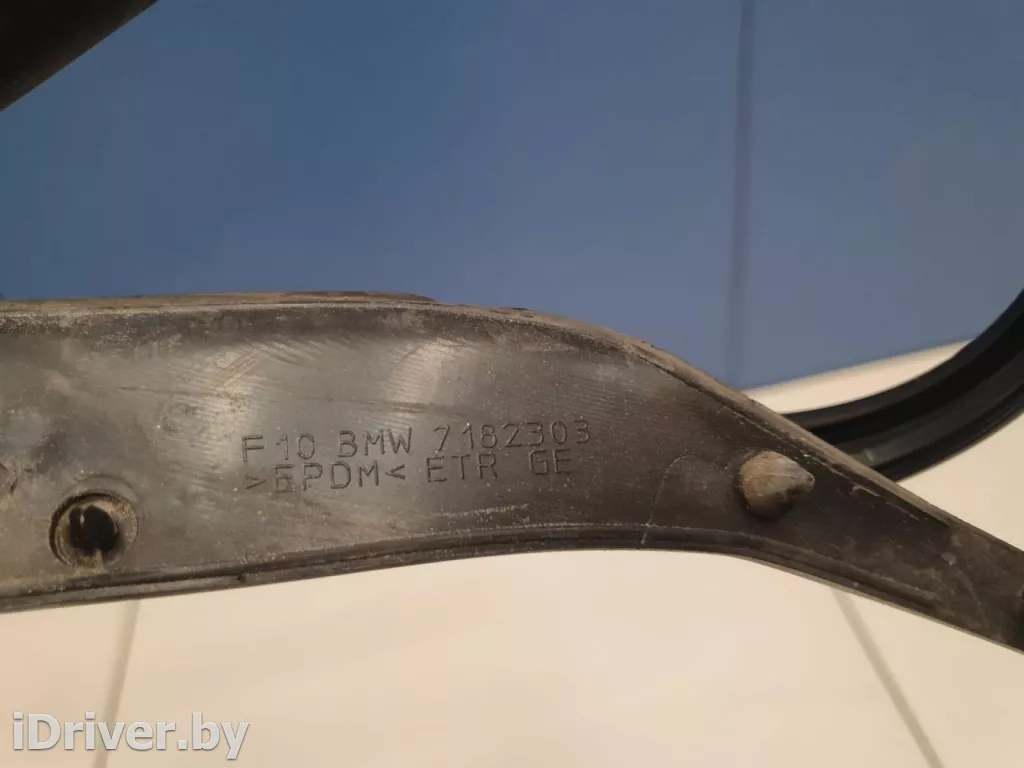 F10 BMW 7182303
>EPDM< ETR GE
iDriver.by